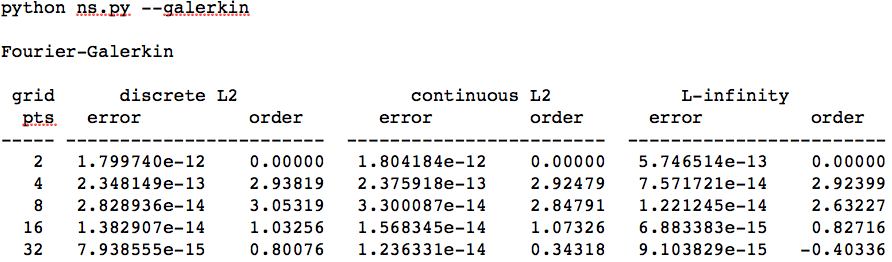 python ns.py --galerkin
Fourier-Galerkin
grid discrete L2 continuous L2 L-infinity
pts error order error order error order
----- ----------------------- ----------------------- -----------------------
2 1.799740e-12 0.00000 1.804184e-12 0.00000 5.746514e-13 0.00000
4 2.348149e-13 2.93819 2.375918e-13 2.92479 7.571721e-14 2.92399
8 2.828936e-14 3.05319 3.300087e-14 2.84791 1.221245e-14 2.63227
16 1.382907e-14 1.03256 1.568345e-14 1.07326 6.883383e-15 0.82716
32 7.938555e-15 0.80076 1.236331e-14 0.34318 9.103829e-15 -0.40336